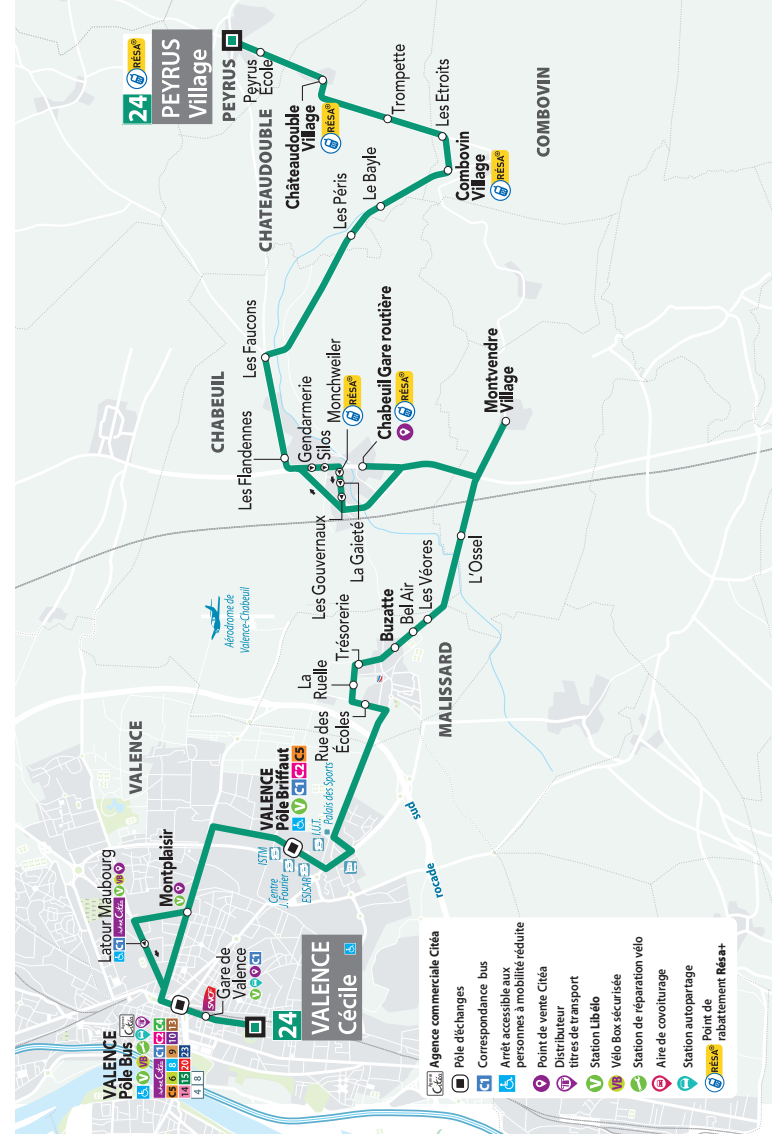 24
RÉSA®
PEYRUS
Village
PEYRUS
Peyrus
École
CHATEAUDOUBLE
Châteaudouble
Village
RÉSA®
Trompette
Les Etroits
COMBOVIN
Combovin
Village
RÉSA®
Le Bayle
Les Péris
Les Faucons
CHABEUIL
Les Flandennes
Gendarmerie
Silos
Monchweiler
RÉSA®
Chabeuil Gare routière
RÉSA®
Montvendre
Village
Les Gouvernaux
La Gaieté
L'Ossel
Aérodrome de
Valence-Chabeuil
Les Véores
Bel Air
Buzatte
Trésorerie
La
Ruelle
Rue des
Écoles
MALISSARD
VALENCE
VALENCE
Pôle Briffaut
V C1 C2 C5
Palais des Sports
I.U.T.
ISTM
Centre
J. Fourier
ESISAR
rocade
sud
Montplaisir
V
Latour Maubourg
C1 V VB
Gare de
Valence
SNCF
V C1
24
VALENCE
Cécile
VALENCE
Pôle Bus
V VB
C1 C2 C4
C5 6 8 9 10 13
14 15 20 23
4 8
Agence commerciale Citéa
Pôle d'échanges
C1 Correspondance bus
Arrêt accessible aux
personnes à mobilité réduite
Point de vente Citéa
Distributeur
titres de transport
V Station Libélo
VB Vélo Box sécurisée
Station de réparation vélo
Aire de covoiturage
Station autopartage
RÉSA® Point de
rabattement Résa+